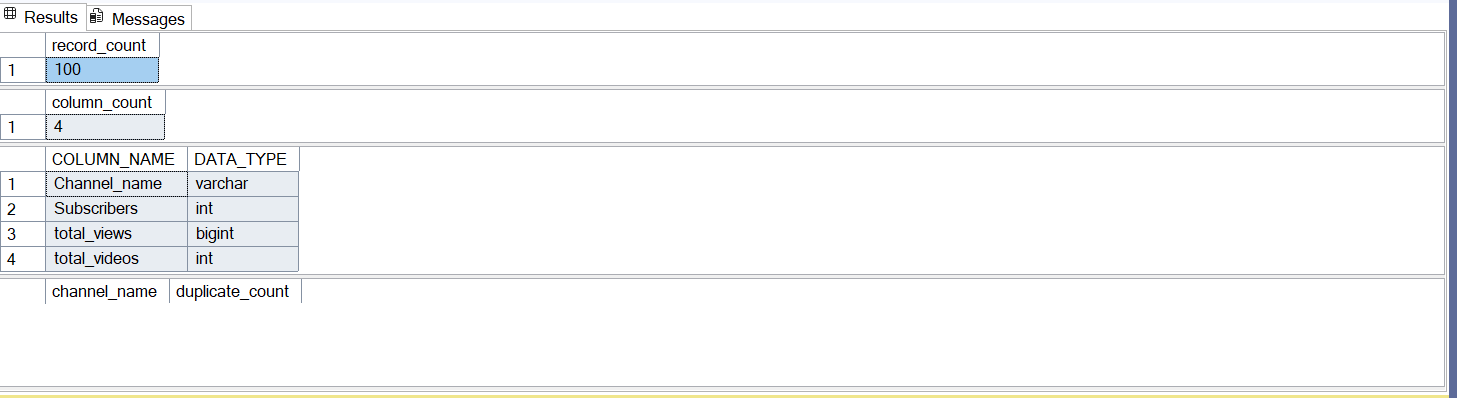 Results Messages
record_count
1 100
column_count
1 4
COLUMN_NAME DATA_TYPE
1 Channel_name varchar
2 Subscribers int
3 total_views bigint
4 total_videos int
channel_name duplicate_count